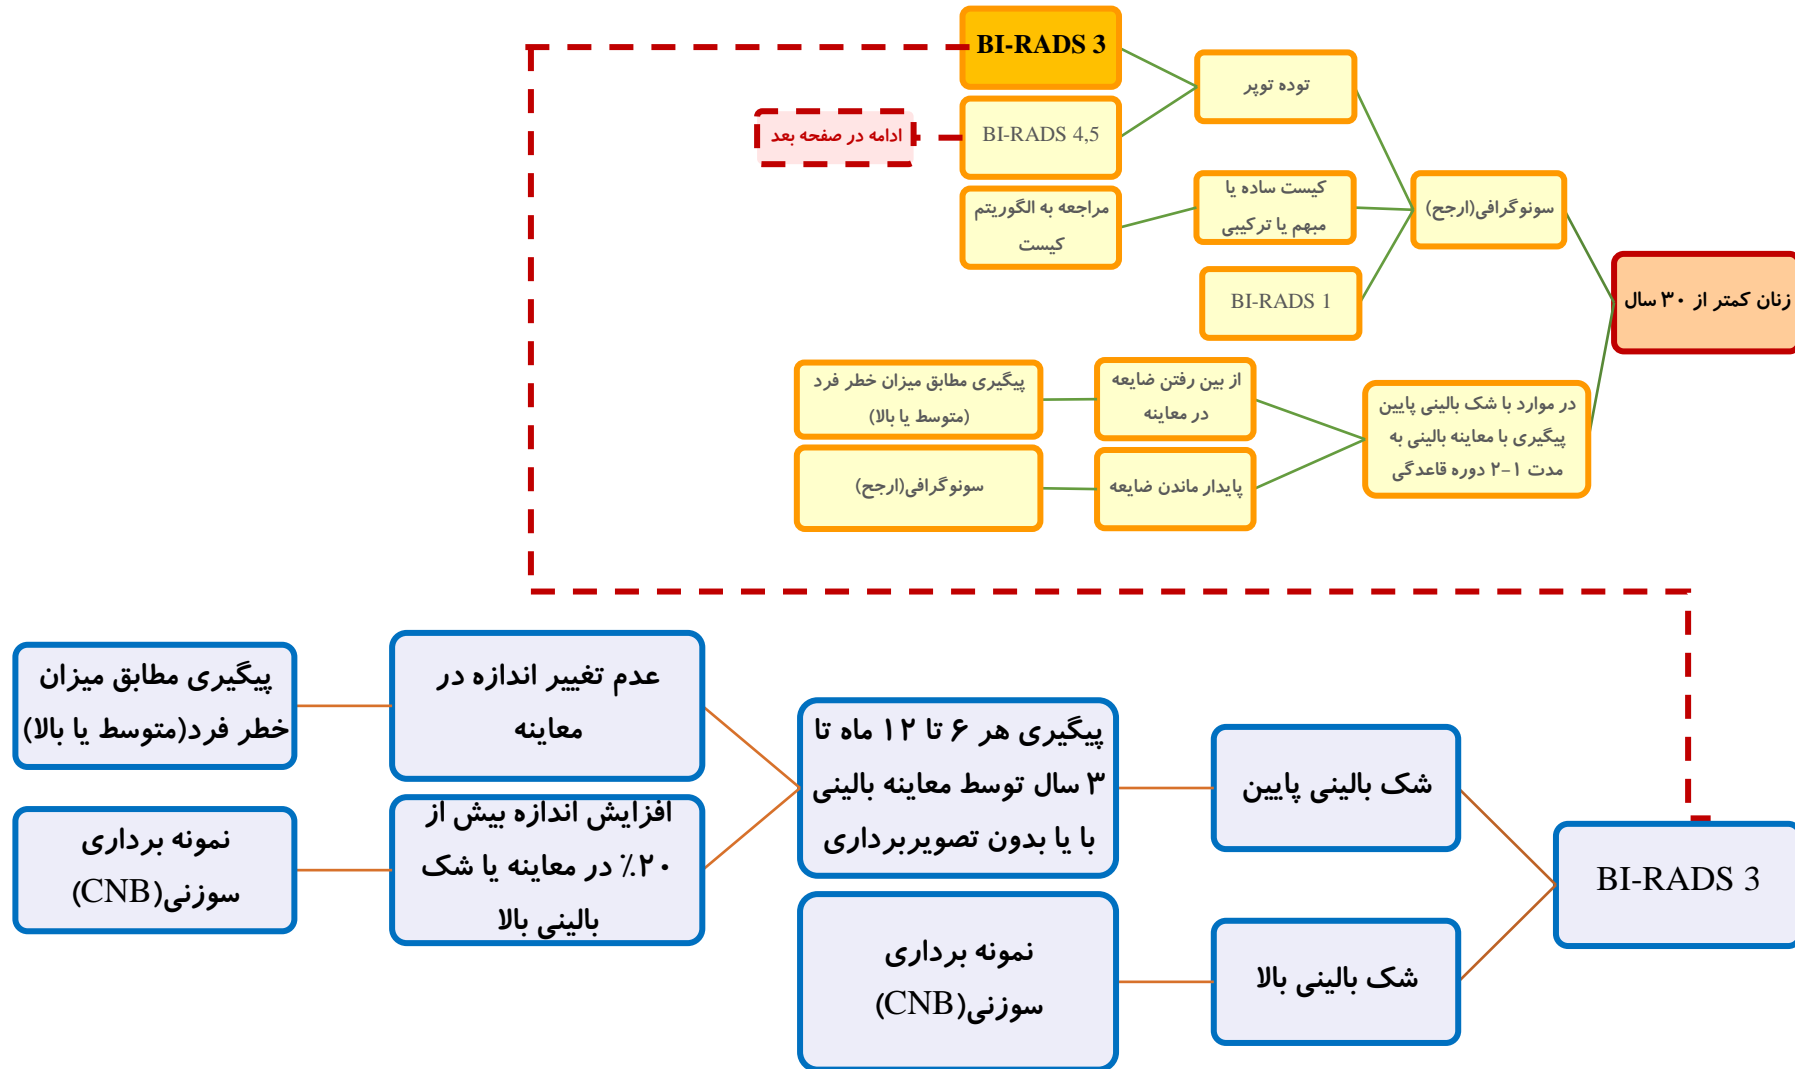 زنان کمتر از ۳۰ سال
سونوگرافی(ارجح)
توده توپر
BI-RADS 3
BI-RADS 4,5
ادامه در صفحه بعد
کیست ساده یا
مبهم یا ترکیبی
مراجعه به الگوریتم
کیست
BI-RADS 1
در موارد با شک بالینی پایین
پیگیری با معاینه بالینی به
مدت ۱-۲ دوره قاعدگی
از بین رفتن ضایعه
در معاینه
پیگیری مطابق میزان خطر فرد
(متوسط یا بالا)
پایدار ماندن ضایعه
سونوگرافی(ارجح)
BI-RADS 3
شک بالینی پایین
پیگیری هر ۶ تا ۱۲ ماه تا
۳ سال توسط معاینه بالینی
با یا بدون تصویربرداری
عدم تغییر اندازه در
معاینه
پیگیری مطابق میزان
خطر فرد(متوسط یا بالا)
افزایش اندازه بیش از
۲۰٪ در معاینه یا شک
بالینی بالا
نمونه برداری
سوزنی(CNB)
شک بالینی بالا
نمونه برداری
سوزنی(CNB)